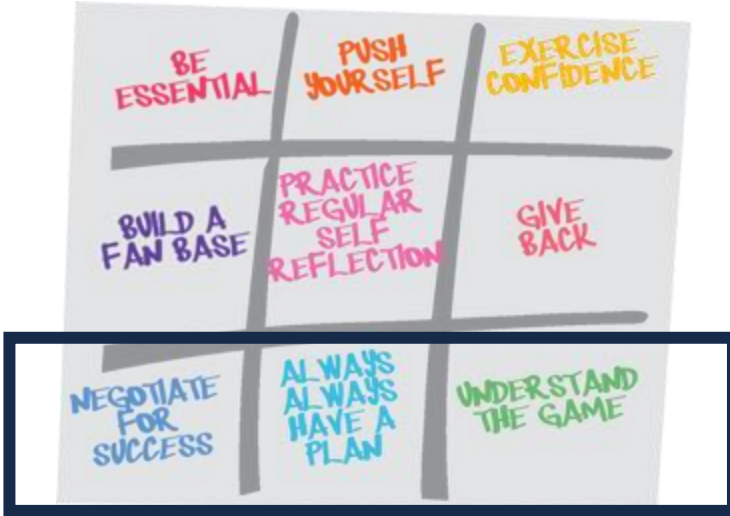 BE
ESSENTIAL
PUSH
YOURSELF
EXERCISE
CONFIDENCE
BUILD A
FAN BASE
PRACTICE
REGULAR
SELF
REFLECTION
GIVE
BACK
NEGOTIATE
FOR
SUCCESS
ALWAYS
ALWAYS
HAVE A
PLAN
UNDERSTAND
THE GAME